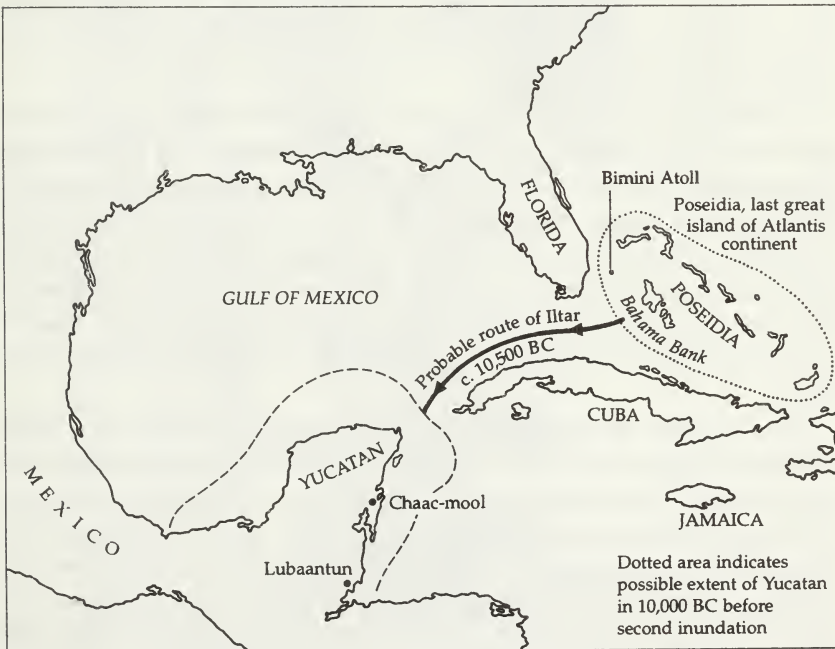 Bimini Atoll
Poseidia, last great
island of Atlantis
continent
FLORIDA
GULF OF MEXICO
POSEIDIA
Bahama Bank
Probable route of Iltar
c. 10,500 BC
CUBA
YUCATAN
Chaac-mool
MEXICO
JAMAICA
Lubaantun
Dotted area indicates
possible extent of Yucatan
in 10,000 BC before
second inundation